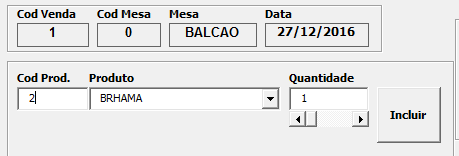 Cod Venda Cod Mesa Mesa Data
1 0 BALCAO 27/12/2016
Cod Prod. Produto Quantidade
2 BRHAMA 1
Incluir